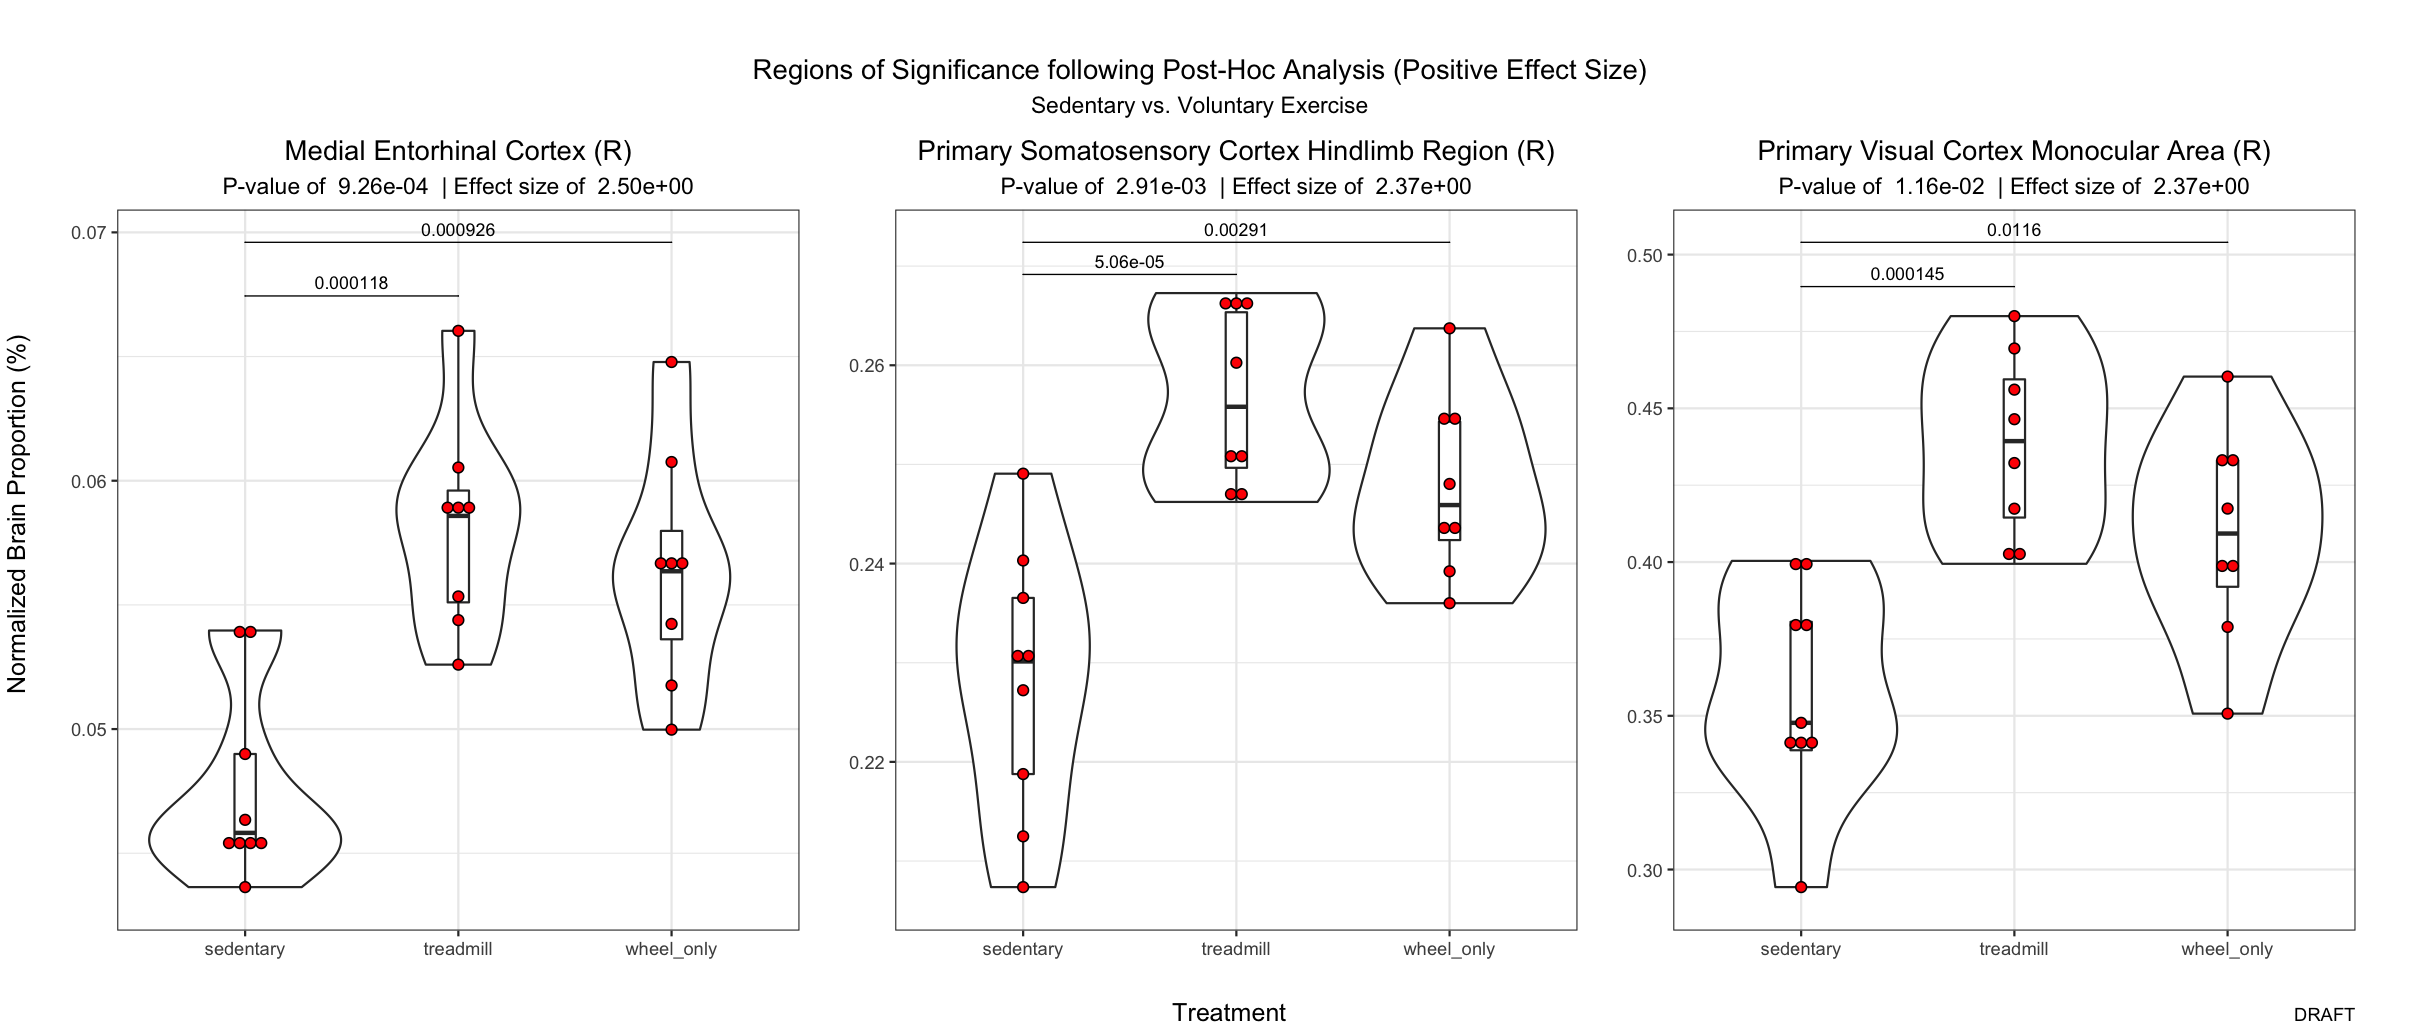 Regions of Significance following Post-Hoc Analysis (Positive Effect Size)
Sedentary vs. Voluntary Exercise
Normalized Brain Proportion (%)
Medial Entorhinal Cortex (R)
P-value of 9.26e-04 | Effect size of 2.50e+00
0.07
0.06
0.05
0.000926
0.000118
sedentary
treadmill
wheel_only
Primary Somatosensory Cortex Hindlimb Region (R)
P-value of 2.91e-03 | Effect size of 2.37e+00
0.26
0.24
0.22
0.00291
5.06e-05
sedentary
treadmill
wheel_only
Primary Visual Cortex Monocular Area (R)
P-value of 1.16e-02 | Effect size of 2.37e+00
0.50
0.45
0.40
0.35
0.30
0.0116
0.000145
sedentary
treadmill
wheel_only
Treatment
DRAFT